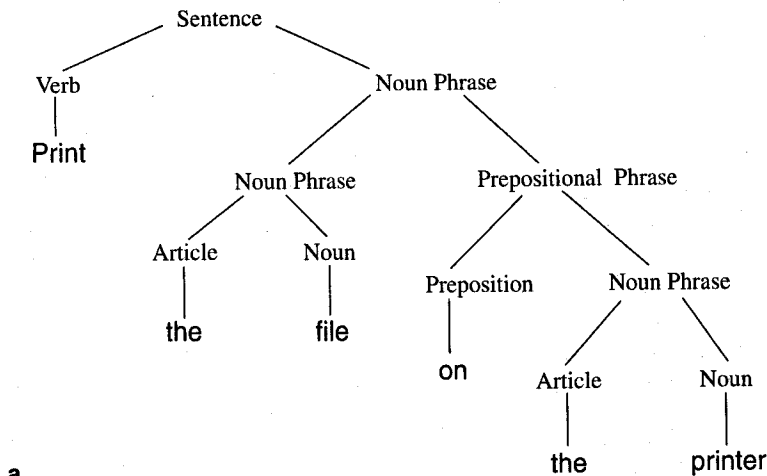 Sentence
Verb
Noun Phrase
Print
Noun Phrase
Prepositional Phrase
Article
Noun
Preposition
Noun Phrase
the
file
on
Article
Noun
the
printer
a